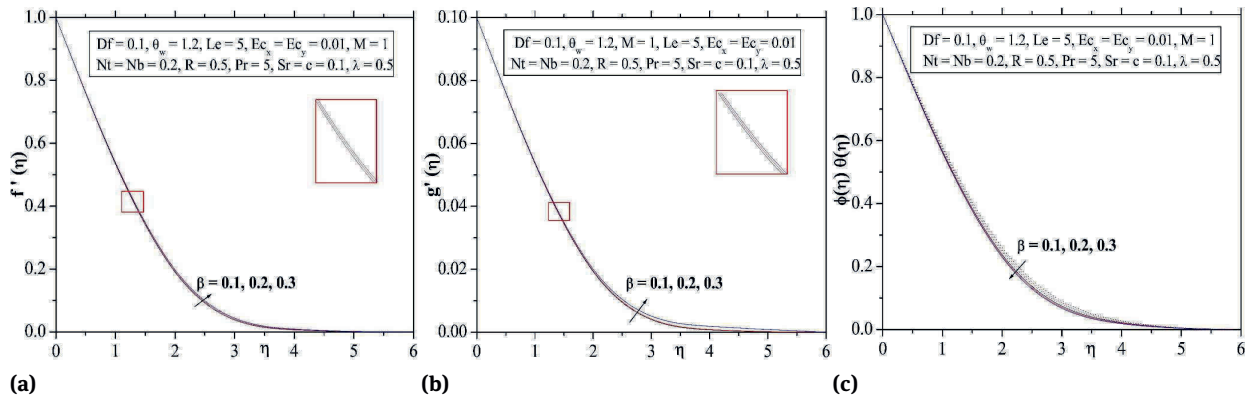 1.0
0.8
0.6
0.4
0.2
0.0
f ' (η)
Df = 0.1, θw = 1.2, Le = 5, Ecx = Ecy = 0.01, M = 1
Nt = Nb = 0.2, R = 0.5, Pr = 5, Sr = c = 0.1, λ = 0.5
β = 0.1, 0.2, 0.3
0 1 2 3 4 5 6
η
(a)
0.10
0.08
0.06
0.04
0.02
0.00
g' (η)
Df = 0.1, θw = 1.2, M = 1, Le = 5, Ecx = Ecy = 0.01
Nt = Nb = 0.2, R = 0.5, Pr = 5, Sr = c = 0.1, λ = 0.5
β = 0.1, 0.2, 0.3
0 1 2 3 4 5 6
η
(b)
1.0
0.8
0.6
0.4
0.2
0.0
ϕ(η) θ(η)
Df = 0.1, θw = 1.2, Le = 5, Ecx = Ecy = 0.01, M = 1
Nt = Nb = 0.2, R = 0.5, Pr = 5, Sr = c = 0.1, λ = 0.5
β = 0.1, 0.2, 0.3
0 1 2 3 4 5 6
η
(c)